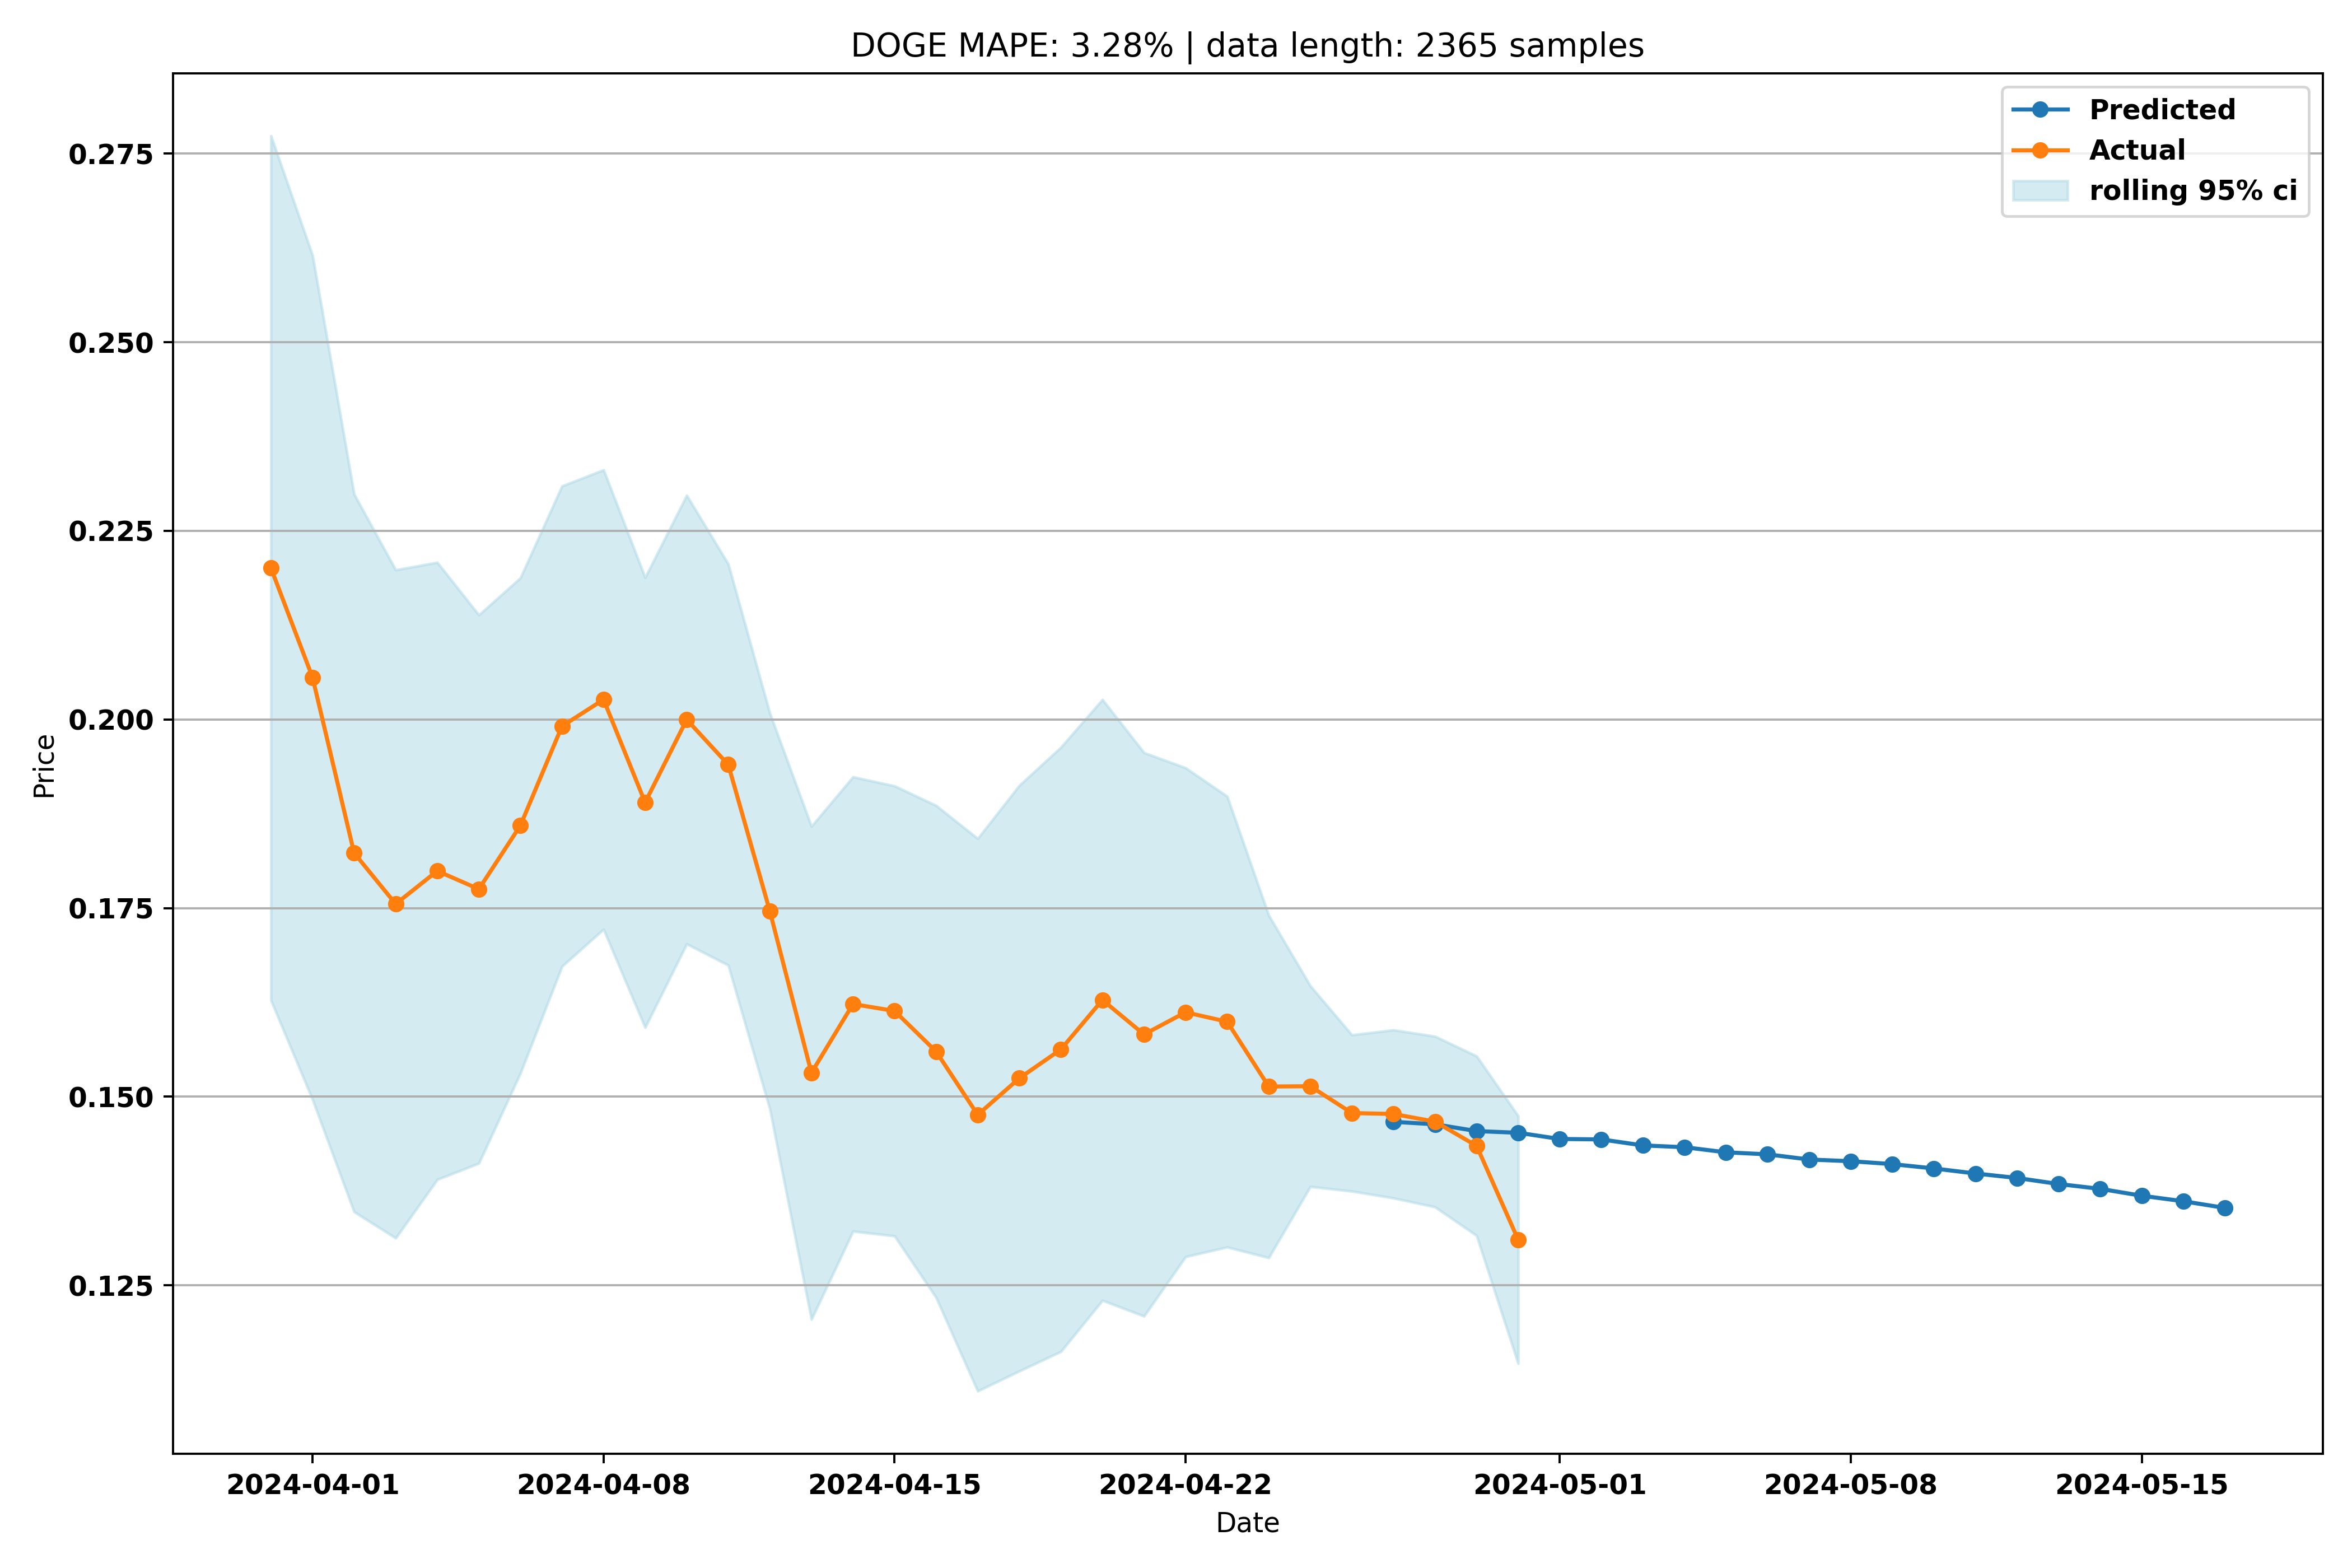 DOGE MAPE: 3.28% | data length: 2365 samples
Predicted
Actual
rolling 95% ci
Price
0.275
0.250
0.225
0.200
0.175
0.150
0.125
2024-04-01
2024-04-08
2024-04-15
2024-04-22
2024-05-01
2024-05-08
2024-05-15
Date